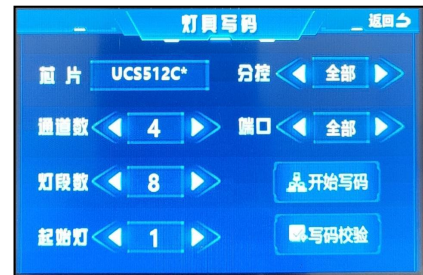 灯具写码 返回
芯片 UCS512C* 分控 全部
通道数 4 端口 全部
灯段数 8 开始写码
起始灯 1 写码校验